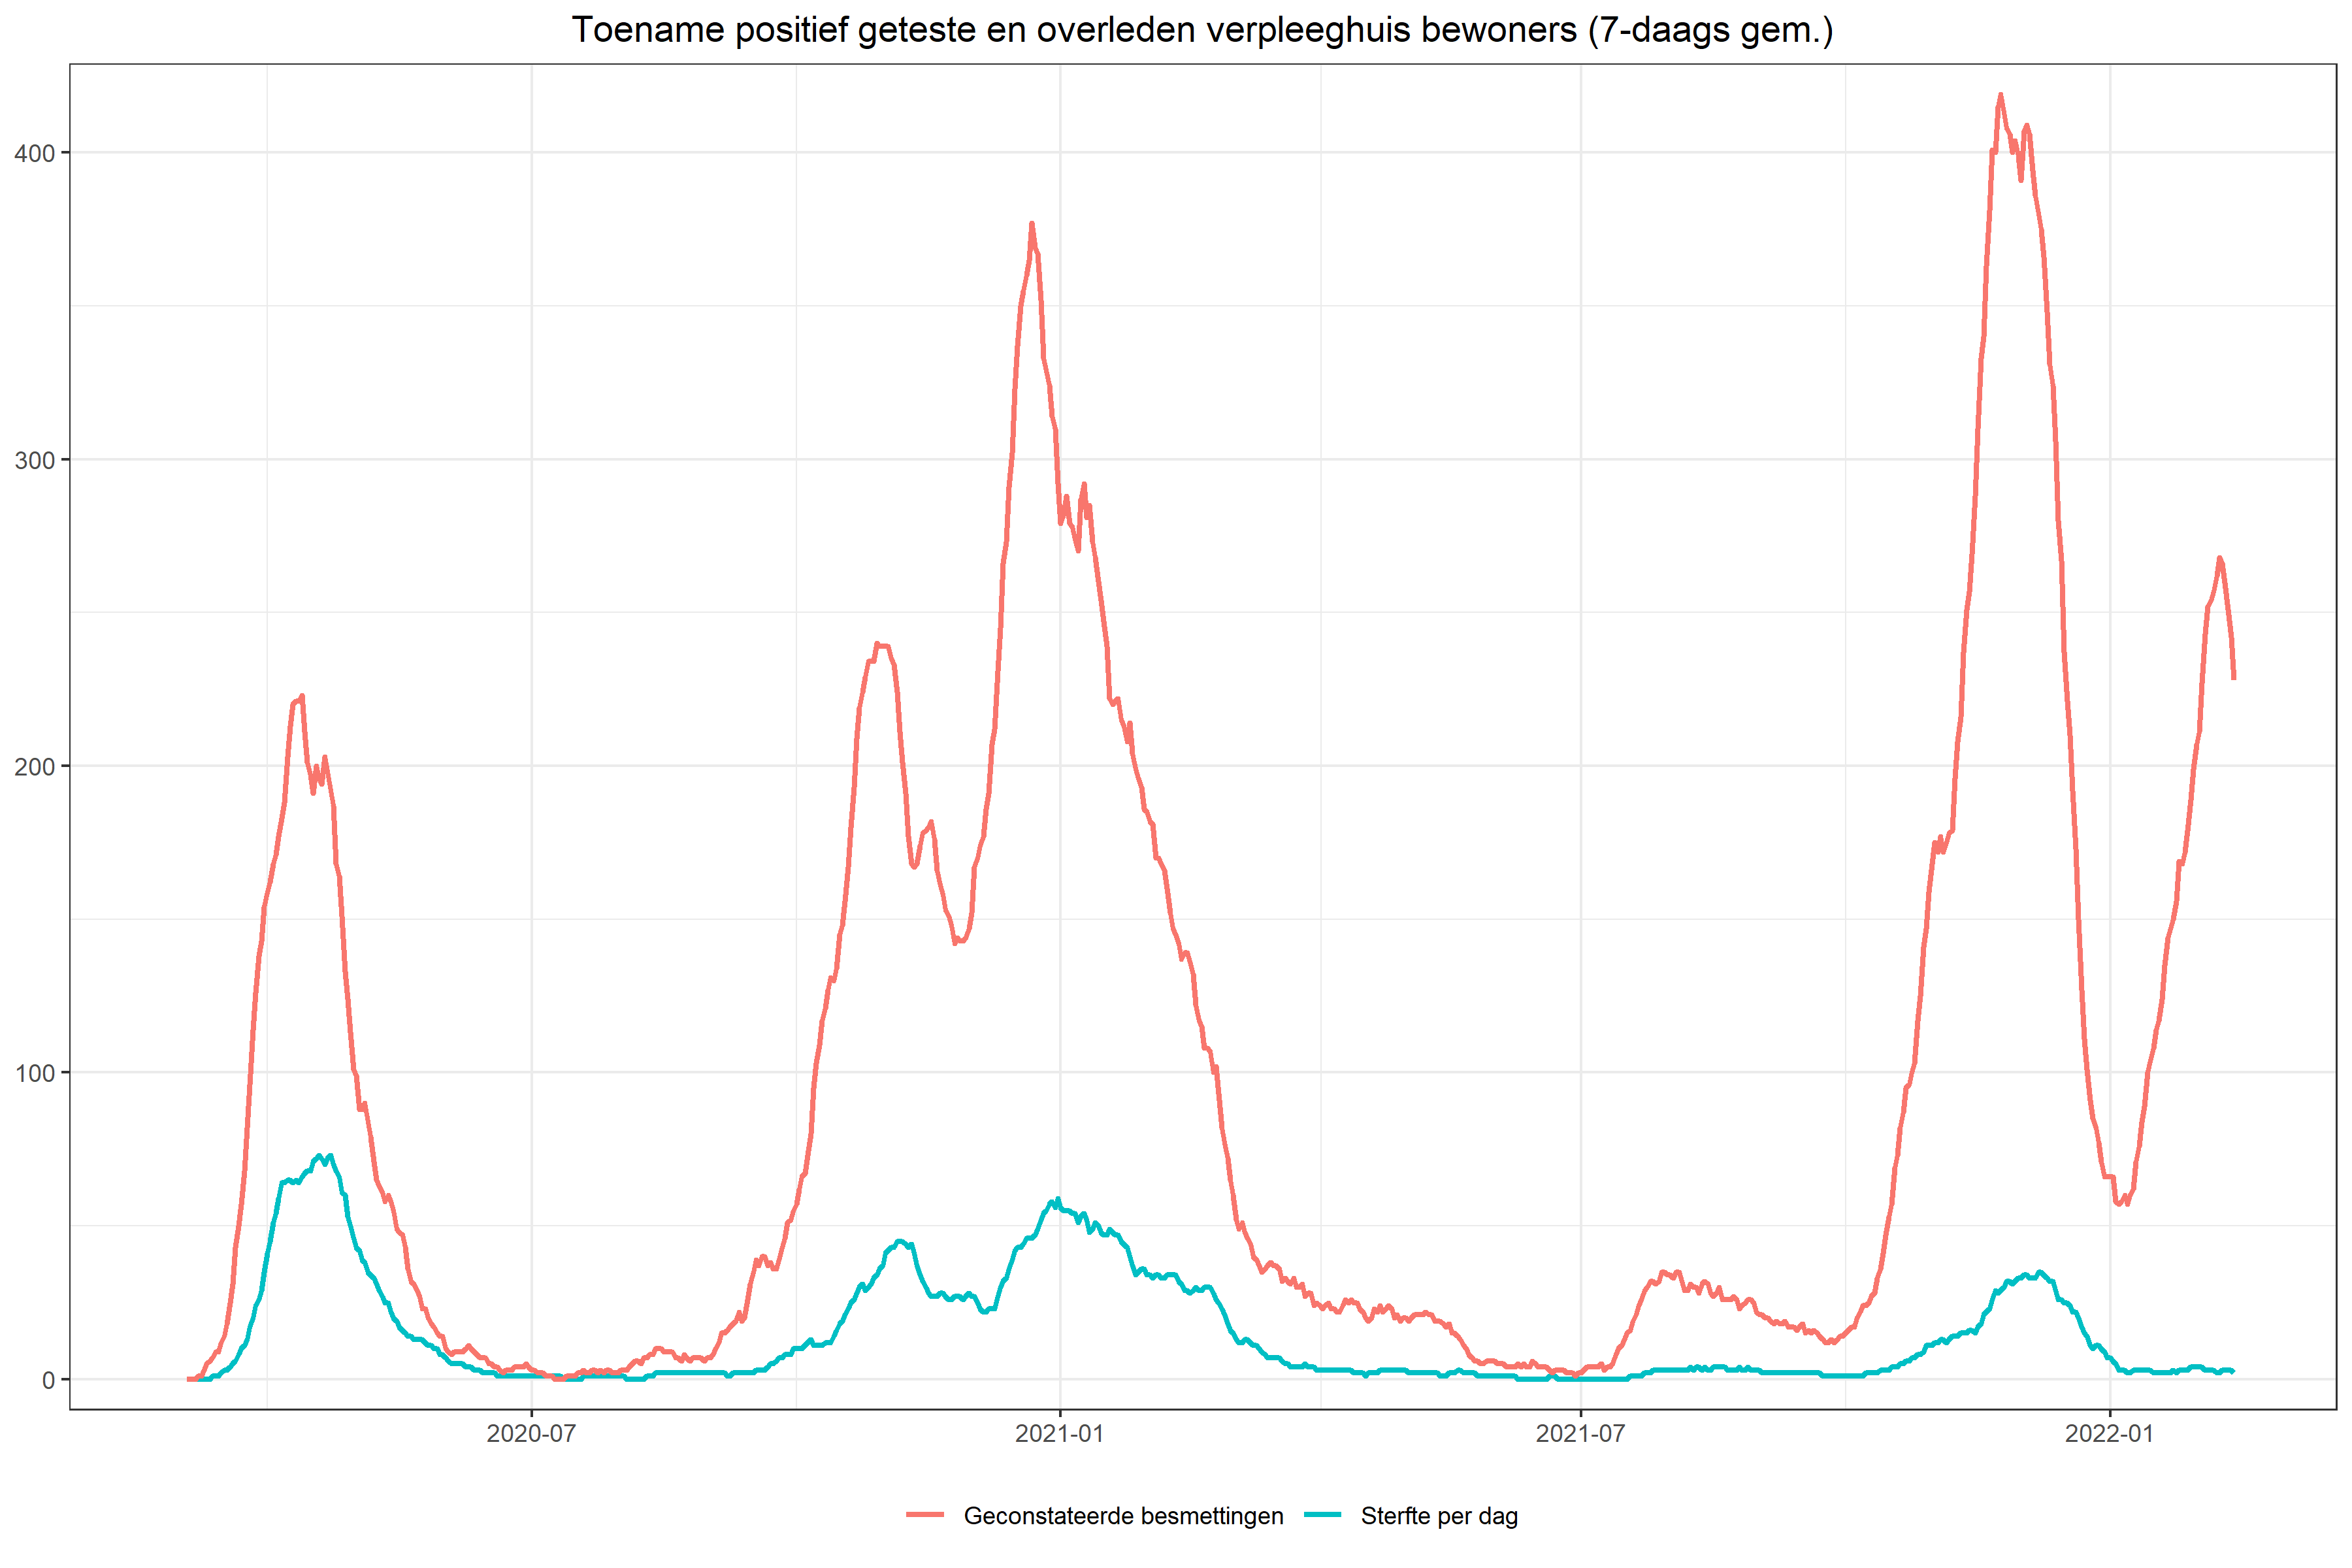 Toename positief geteste en overleden verpleeghuis bewoners (7-daags gem.)
400
300
200
100
0
2020-07 2021-01 2021-07 2022-01
Geconstateerde besmettingen Sterfte per dag